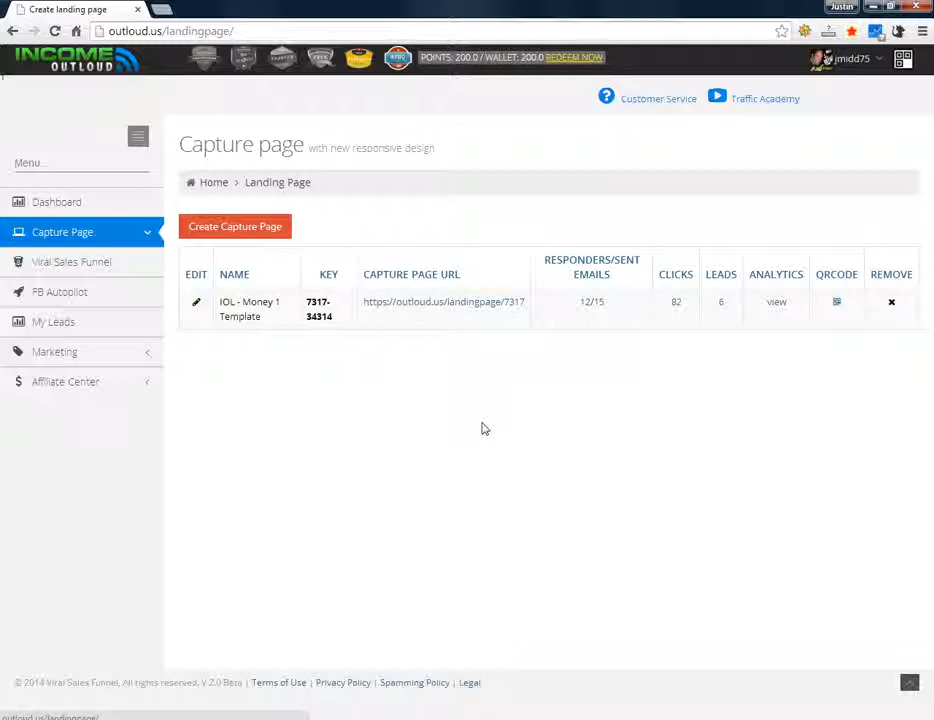 Create landing page
Justin
outloud.us/landingpage/
INCOME
OUTLOUD
POINTS: 200.0 / WALLET: 200.0 REDEEM NOW
jmidd75
Customer Service
Traffic Academy
Menu...
Capture page with new responsive design
Home > Landing Page
Dashboard
Capture Page
Viral Sales Funnel
FB Autopilot
My Leads
Marketing
Affiliate Center
Create Capture Page
EDIT NAME KEY CAPTURE PAGE URL RESPONDERS/SENT EMAILS CLICKS LEADS ANALYTICS QRCODE REMOVE
IOL - Money 1 7317- https://outloud.us/landingpage/7317 12/15 82 6 view
Template 34314
© 2014 Viral Sales Funnel, All rights reserved. V 2.0 Beta | Terms of Use | Privacy Policy | Spamming Policy | Legal
outloud.us/landingpage/